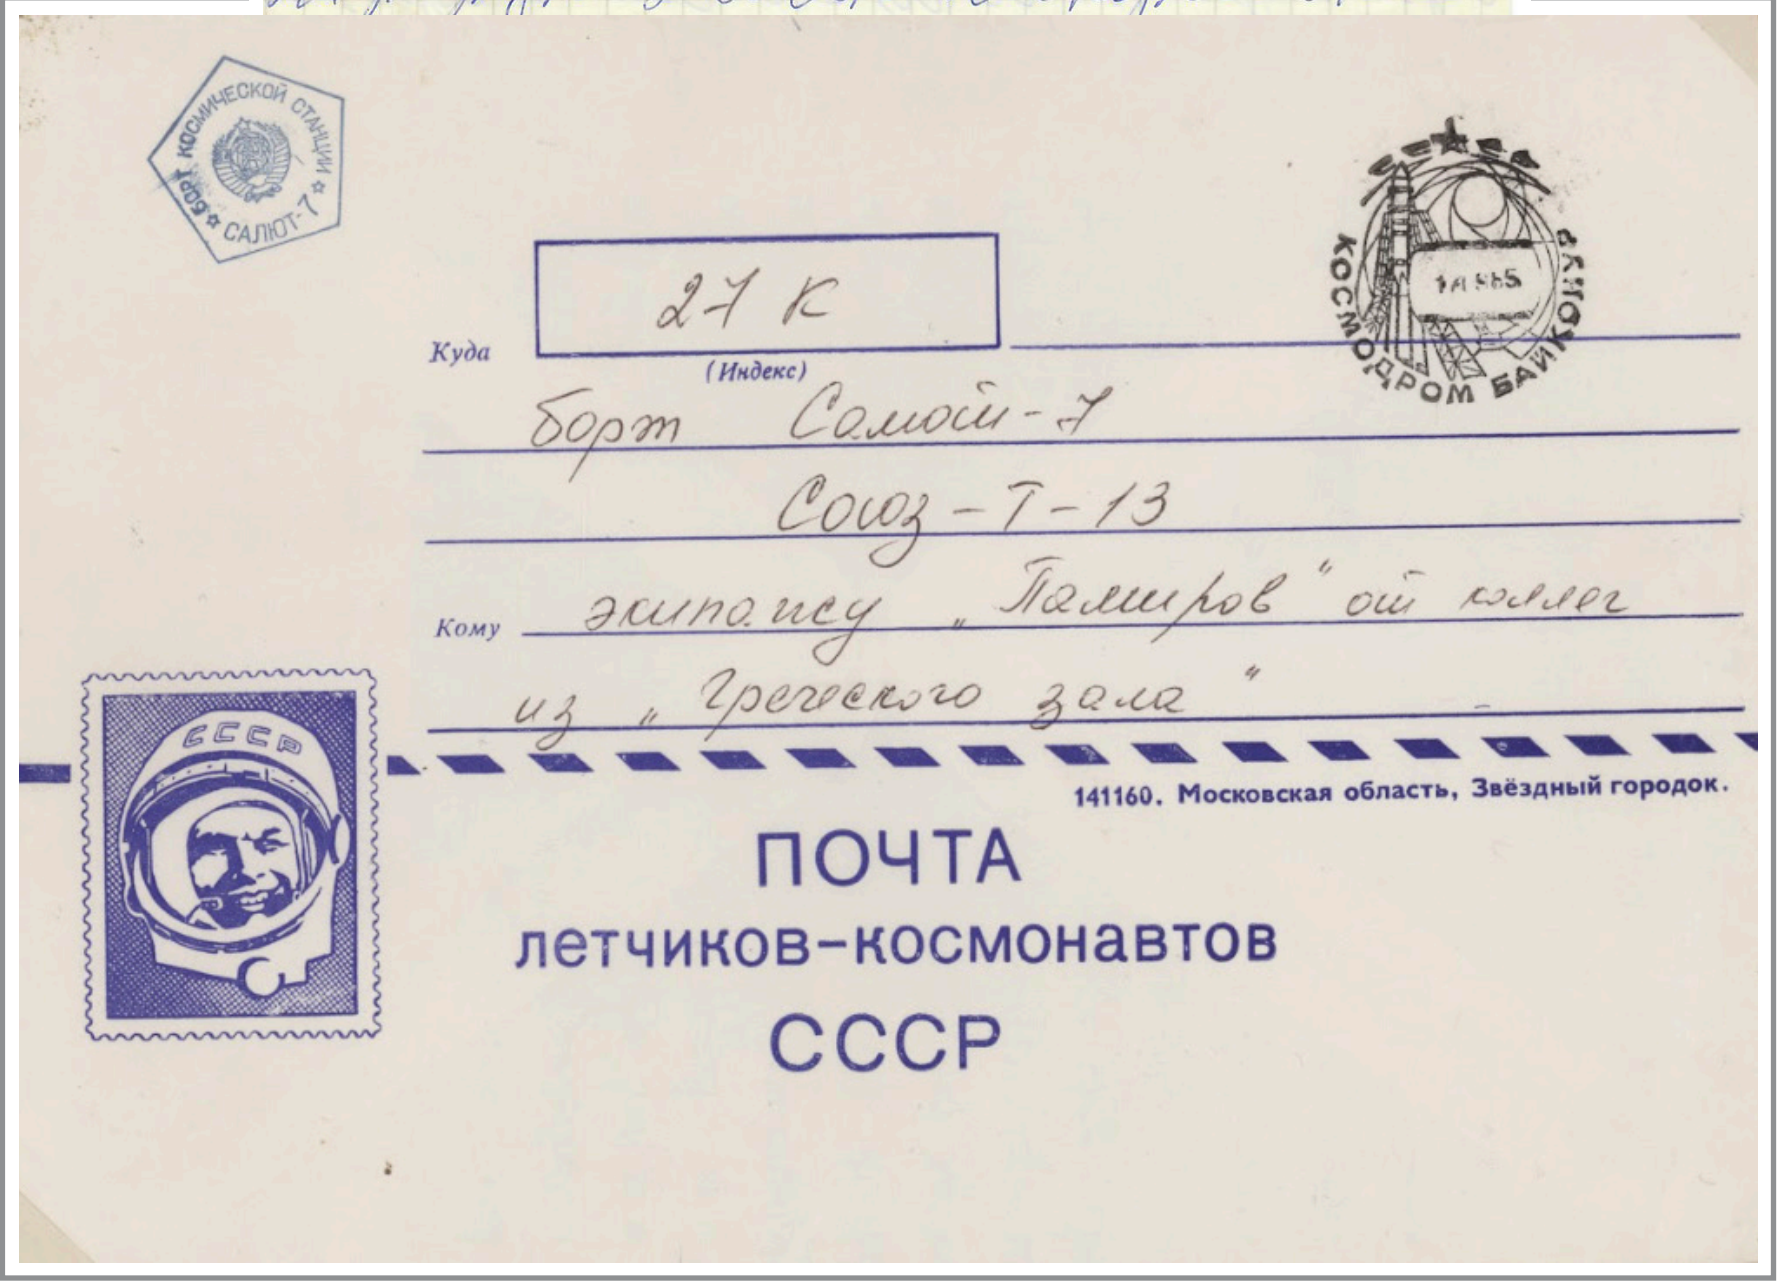 БОРТ КОСМИЧЕСКОЙ СТАНЦИИ
САЛЮТ-7
КОСМОДРОМ БАЙКОНУР
27 К
Куда
(Индекс)
борт Салют-7
Союз-Т-13
Кому экипажу „Памиров“ от коллег
из „Греческого зала“
СССР
141160. Московская область, Звёздный городок.
ПОЧТА
летчиков-космонавтов
СССР